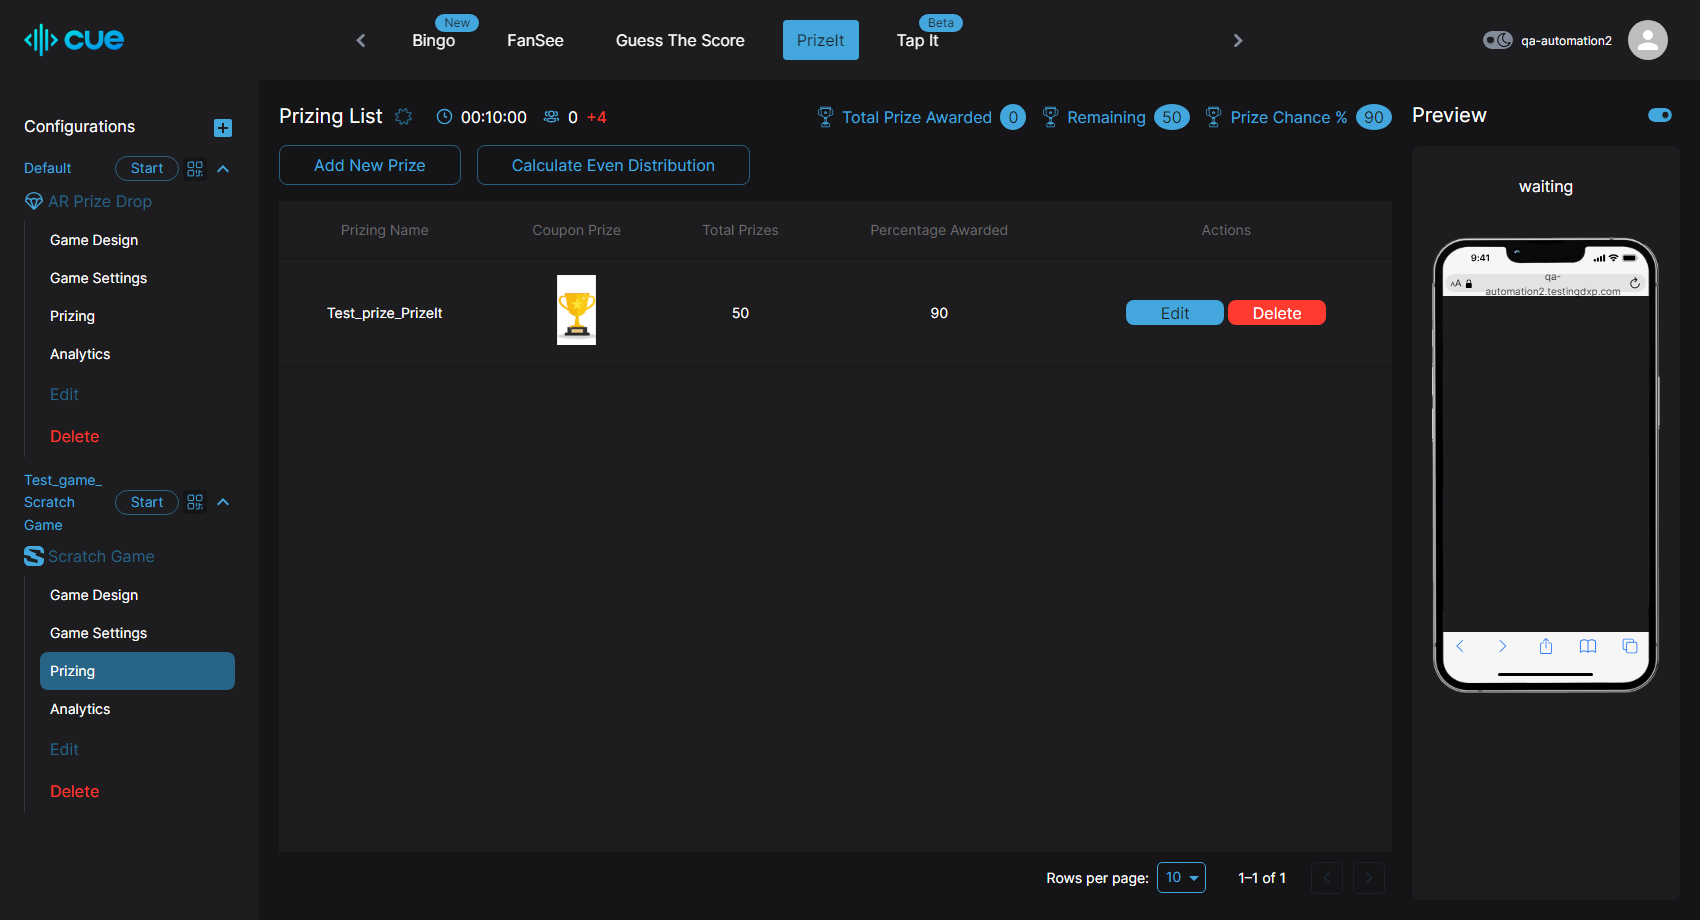 cue
New
Bingo
FanSee
Guess The Score
PrizeIt
Beta
Tap It
qa-automation2
Configurations
Default
Start
AR Prize Drop
Game Design
Game Settings
Prizing
Analytics
Edit
Delete
Test_game_
Scratch
Game
Start
Scratch Game
Game Design
Game Settings
Prizing
Analytics
Edit
Delete
Prizing List
00:10:00
0 +4
Total Prize Awarded 0
Remaining 50
Prize Chance % 90
Add New Prize
Calculate Even Distribution
Prizing Name
Coupon Prize
Total Prizes
Percentage Awarded
Actions
Test_prize_PrizeIt
50
90
Edit
Delete
Rows per page: 10
1–1 of 1
Preview
waiting
9:41
AA
qa-
automation2.testingdxp.com